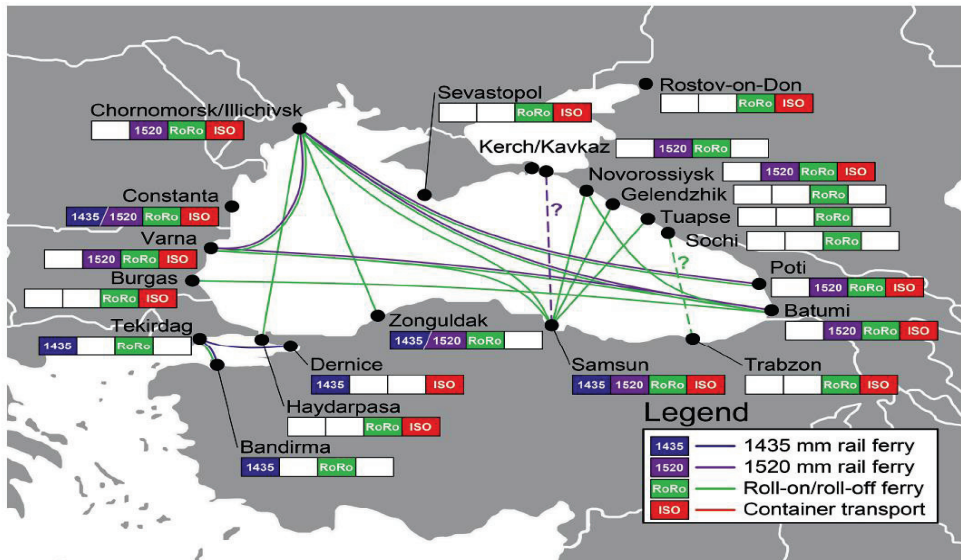 Sevastopol
RoRo ISO
Rostov-on-Don
RoRo ISO
Chornomorsk/Illichivsk
1520 RoRo ISO
Kerch/Kavkaz
1520 RoRo
Novorossiysk
1520 RoRo ISO
Gelendzhik
RoRo
Tuapse
RoRo
Sochi
RoRo
Constanta
1435/1520 RoRo ISO
Varna
1520 RoRo ISO
Burgas
RoRo ISO
?
?
Poti
1520 RoRo ISO
Batumi
1520 RoRo ISO
Tekirdag
1435 RoRo
Zonguldak
1435/1520 RoRo
Dernice
1435 ISO
Samsun
1435 1520 RoRo ISO
Trabzon
RoRo ISO
Haydarpasa
RoRo ISO
Bandirma
1435 RoRo
Legend
1435 1435 mm rail ferry
1520 1520 mm rail ferry
RoRo Roll-on/roll-off ferry
ISO Container transport